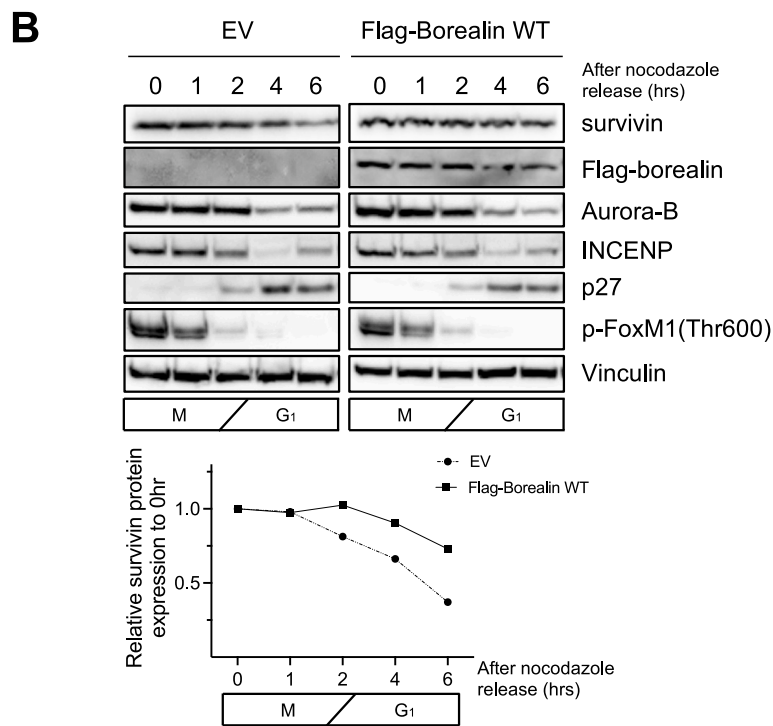 B
EV Flag-Borealin WT
0 1 2 4 6 0 1 2 4 6 After nocodazole
release (hrs)
survivin
Flag-borealin
Aurora-B
INCENP
p27
p-FoxM1(Thr600)
Vinculin
M G1 M G1
Relative survivin protein
expression to 0hr
1.0
0.5
EV
Flag-Borealin WT
0 1 2 4 6 After nocodazole
release (hrs)
M G1